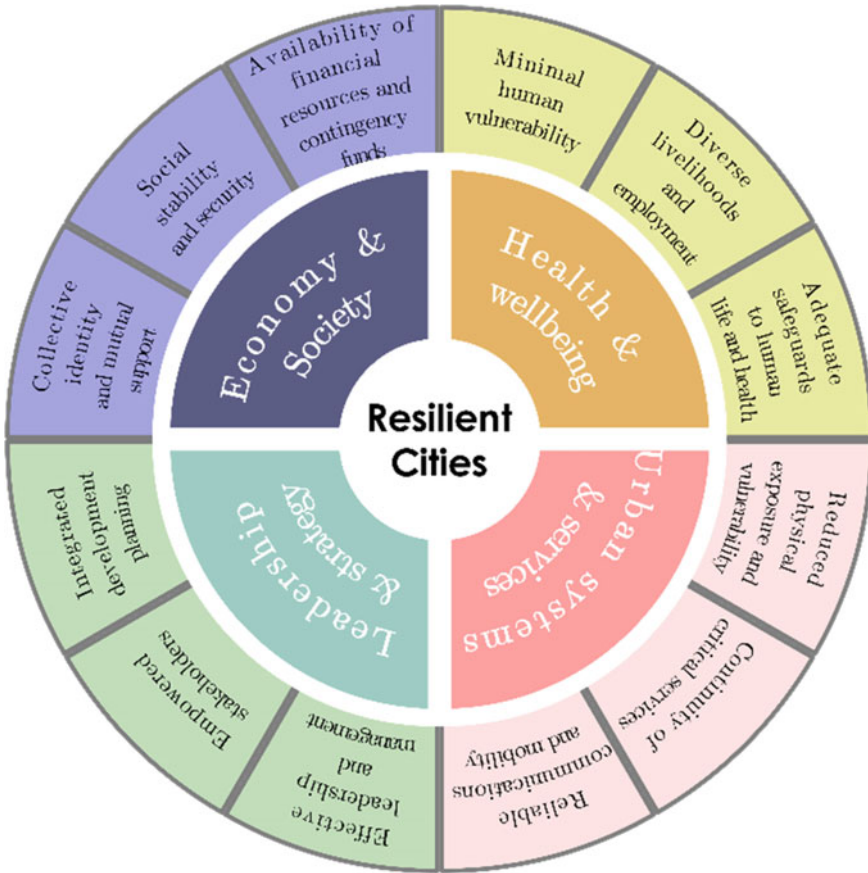 Resilient
Cities
Health &
wellbeing
Minimal
human
vulnerability
Diverse
livelihoods
and
employment
Adequate
safeguards
to human
life and health
Urban systems
& services
Reduced
physical
exposure and
vulnerability
Continuity of
critical services
Reliable
communications
and mobility
Leadership
& strategy
Effective
leadership
and
management
Empowered
stakeholders
Integrated
development
planning
Economy &
Society
Collective
identity
and mutual
support
Social
stability
and security
Availability of
financial
resources and
contingency
funds